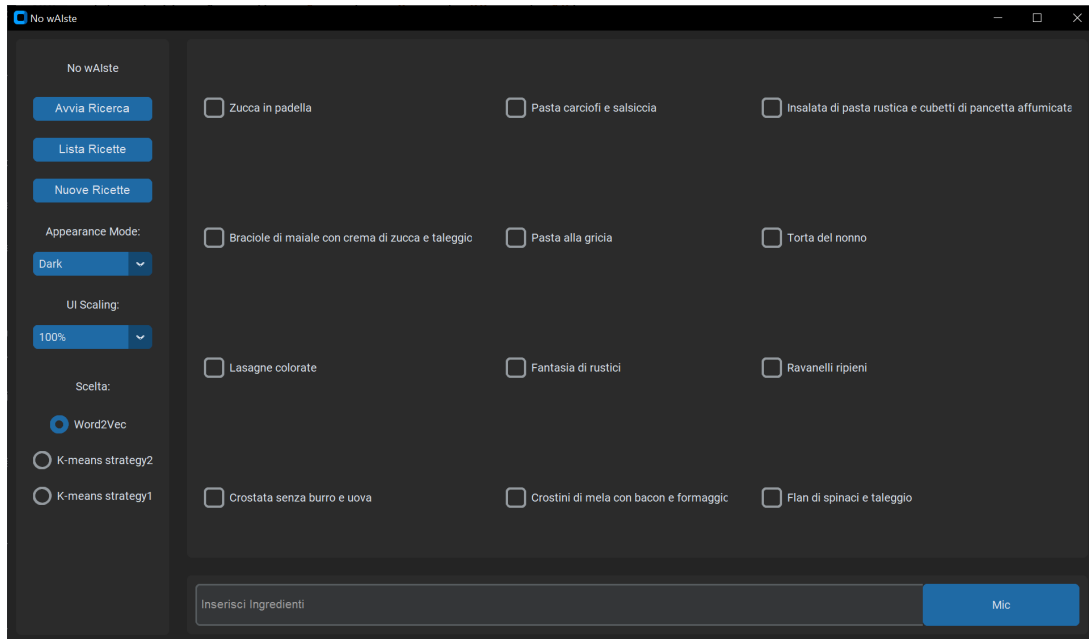 No wAIste
No wAIste
Avvia Ricerca
Lista Ricette
Nuove Ricette
Appearance Mode:
Dark
UI Scaling:
100%
Scelta:
Word2Vec
K-means strategy2
K-means strategy1
Zucca in padella
Pasta carciofi e salsiccia
Insalata di pasta rustica e cubetti di pancetta affumicata
Braciole di maiale con crema di zucca e taleggio
Pasta alla gricia
Torta del nonno
Lasagne colorate
Fantasia di rustici
Ravanelli ripieni
Crostata senza burro e uova
Crostini di mela con bacon e formaggio
Flan di spinaci e taleggio
Inserisci Ingredienti
Mic